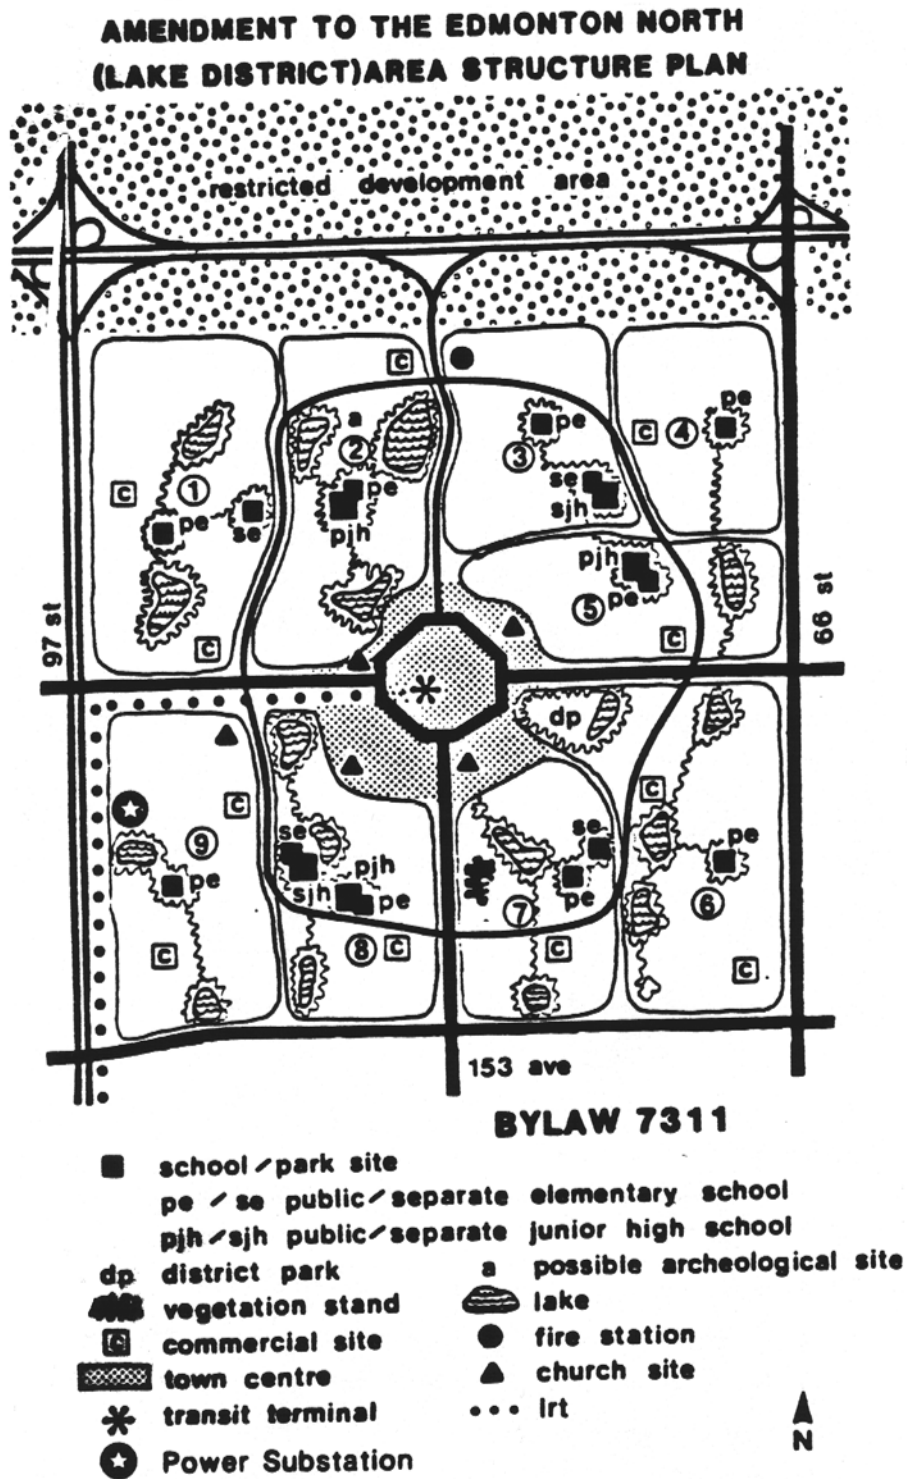 AMENDMENT TO THE EDMONTON NORTH
(LAKE DISTRICT)AREA STRUCTURE PLAN
restricted development area
C
a
pe
pe
2
3
C
4
C
1
pe
se
pe
se
sjh
pjh
pjh
5
pe
97 st
66 st
C
C
dp
C
C
9
se
se
pe
pe
pjh
sjh
pe
7
pe
6
C
8
C
C
C
153 ave
BYLAW 7311
school/park site
pe / se public/separate elementary school
pjh/sjh public/separate junior high school
dp district park
a possible archeological site
vegetation stand
lake
C commercial site
fire station
town centre
church site
transit terminal
lrt
Power Substation
N